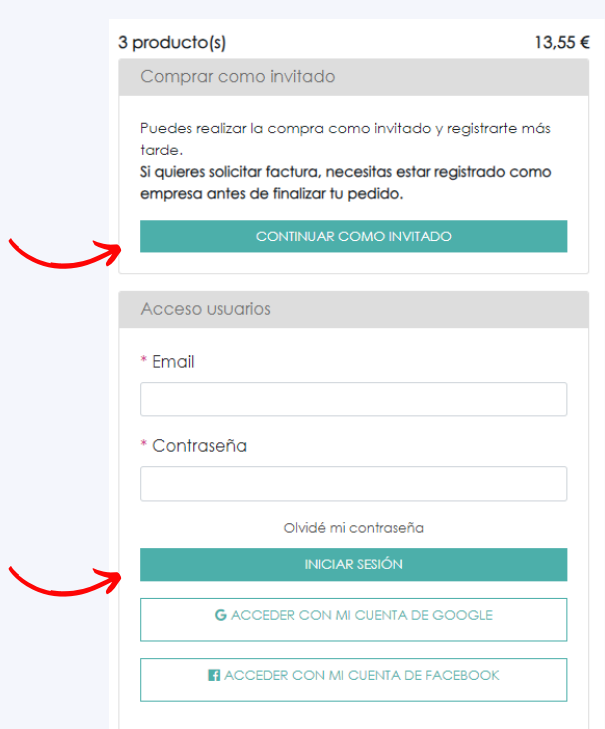 3 producto(s) 13,55 €
Comprar como invitado
Puedes realizar la compra como invitado y registrarte más
tarde.
Si quieres solicitar factura, necesitas estar registrado como
empresa antes de finalizar tu pedido.
CONTINUAR COMO INVITADO
Acceso usuarios
* Email
* Contraseña
Olvidé mi contraseña
INICIAR SESIÓN
G ACCEDER CON MI CUENTA DE GOOGLE
f ACCEDER CON MI CUENTA DE FACEBOOK